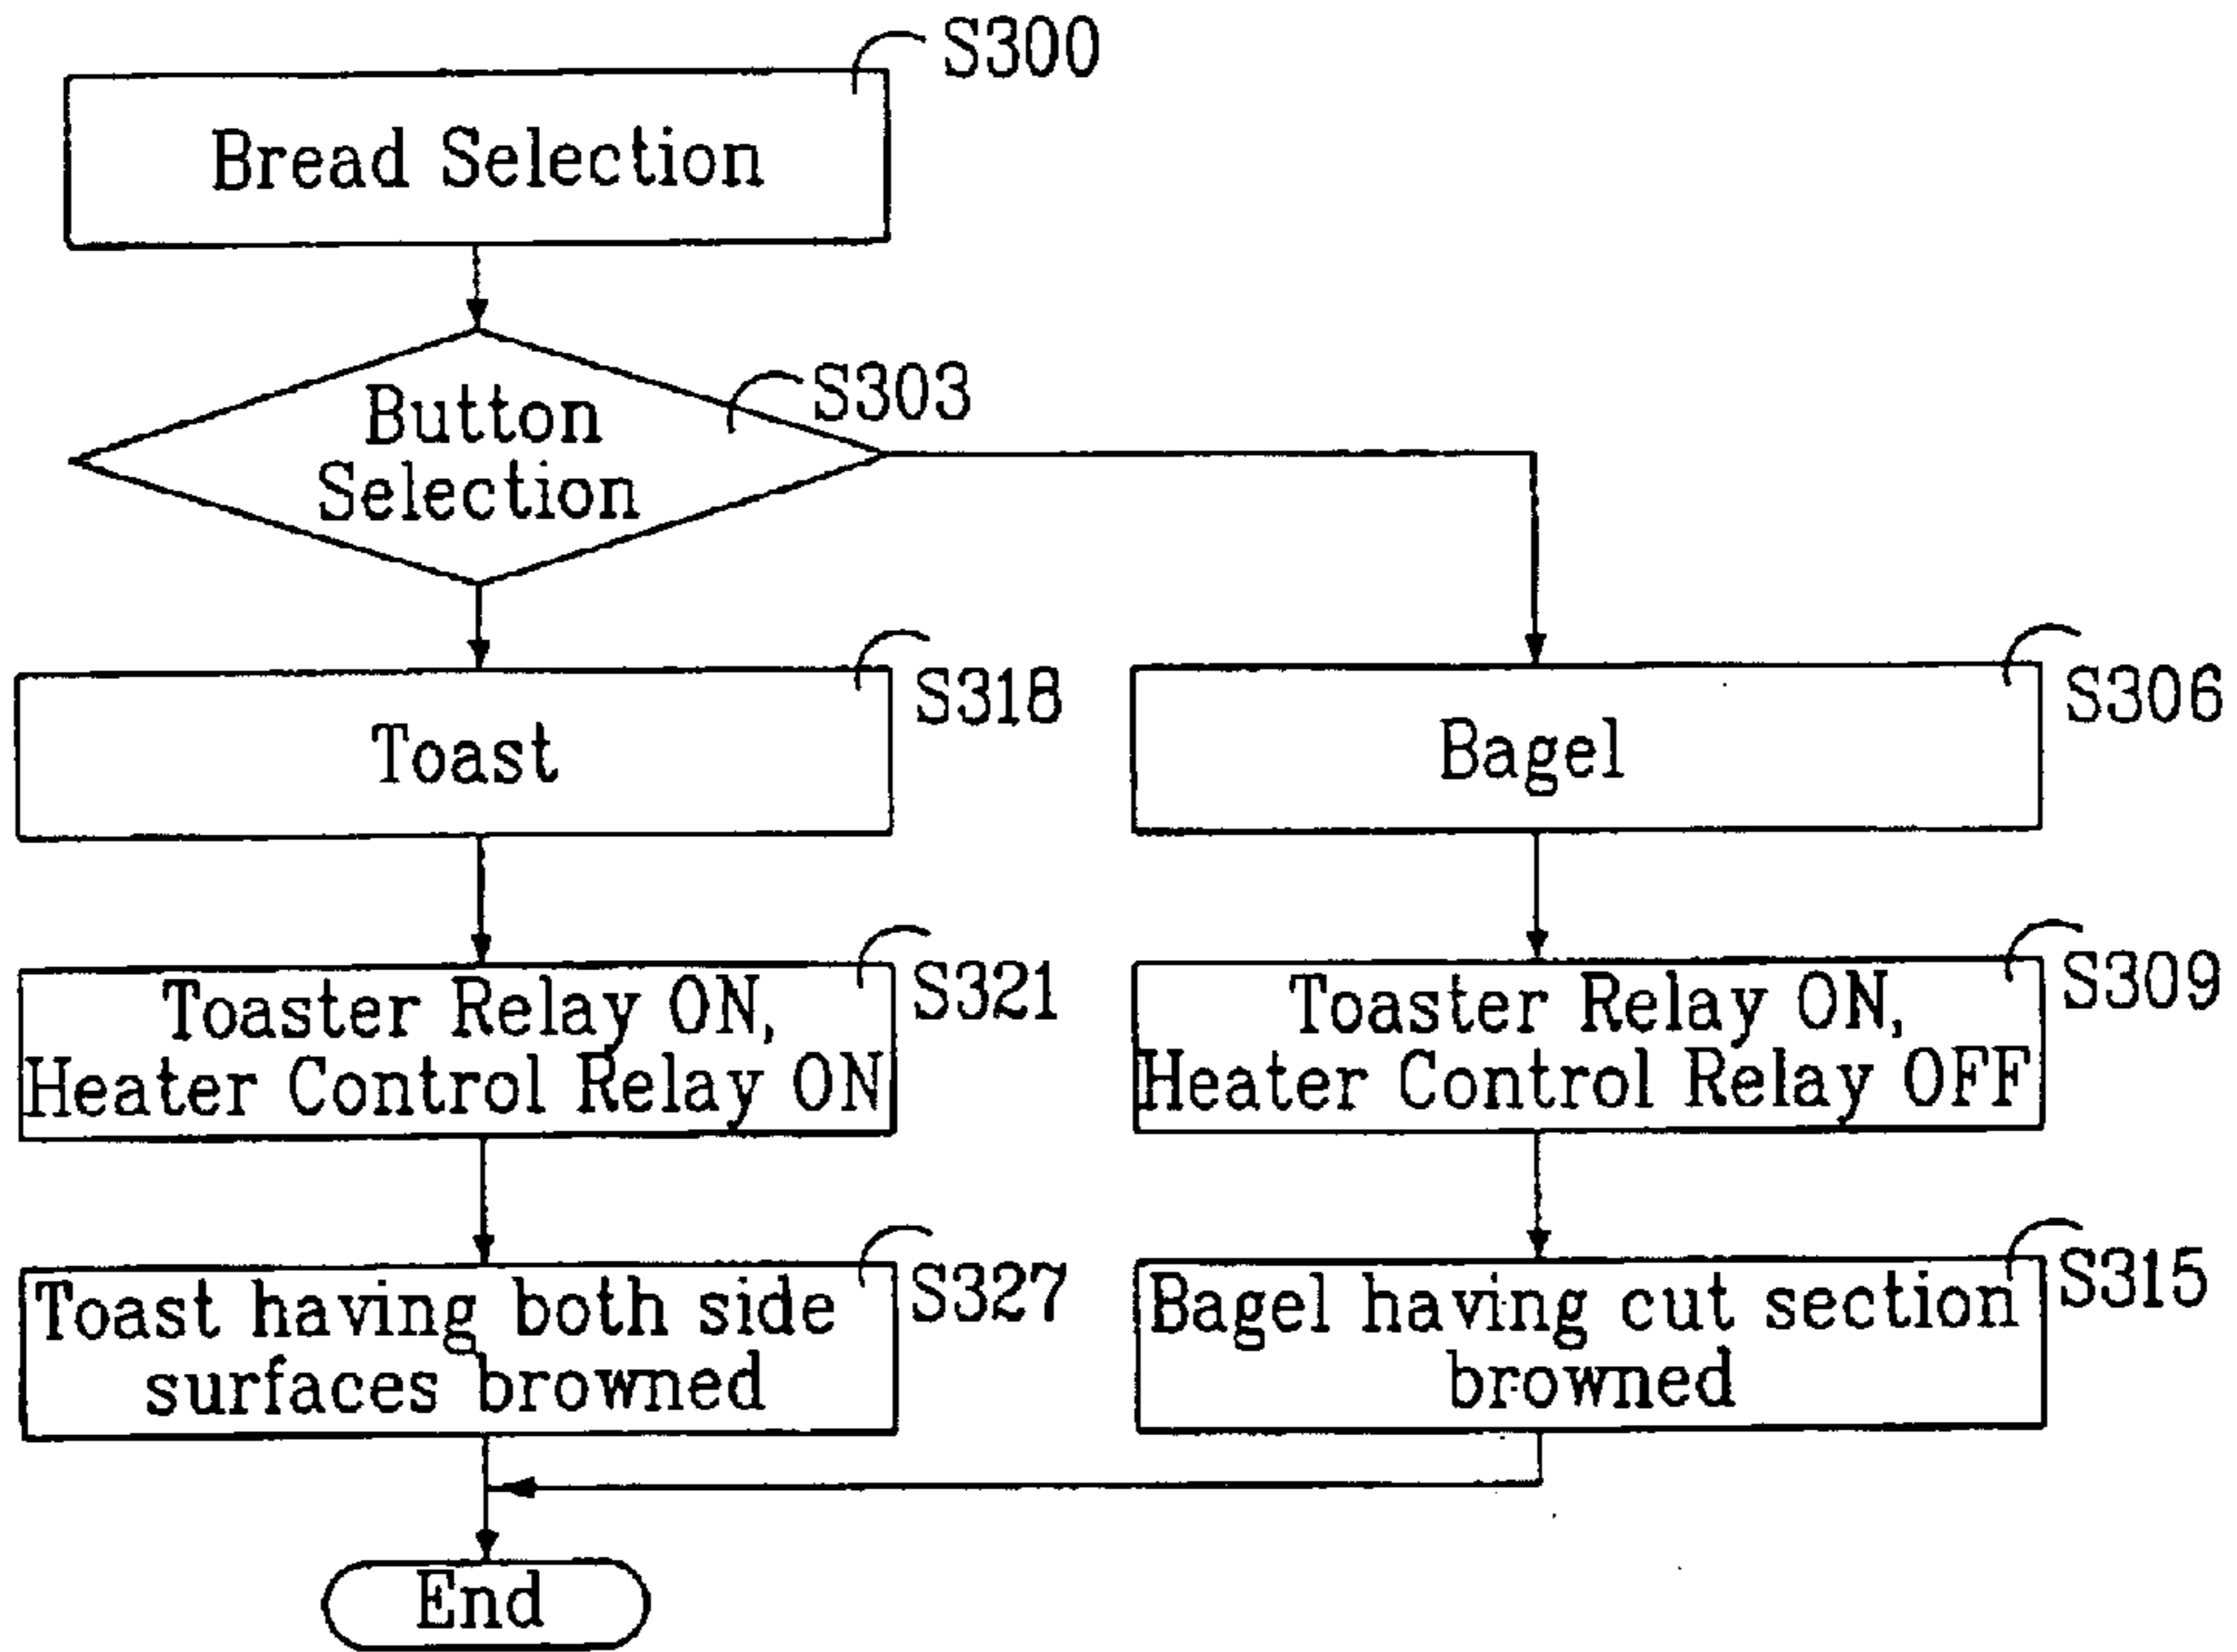 S300
Bread Selection
S303
Button
Selection
S318
Toast
S306
Bagel
S321
Toaster Relay ON,
Heater Control Relay ON
S309
Toaster Relay ON,
Heater Control Relay OFF
S327
Toast having both side
surfaces browned
S315
Bagel having cut section
browned
End